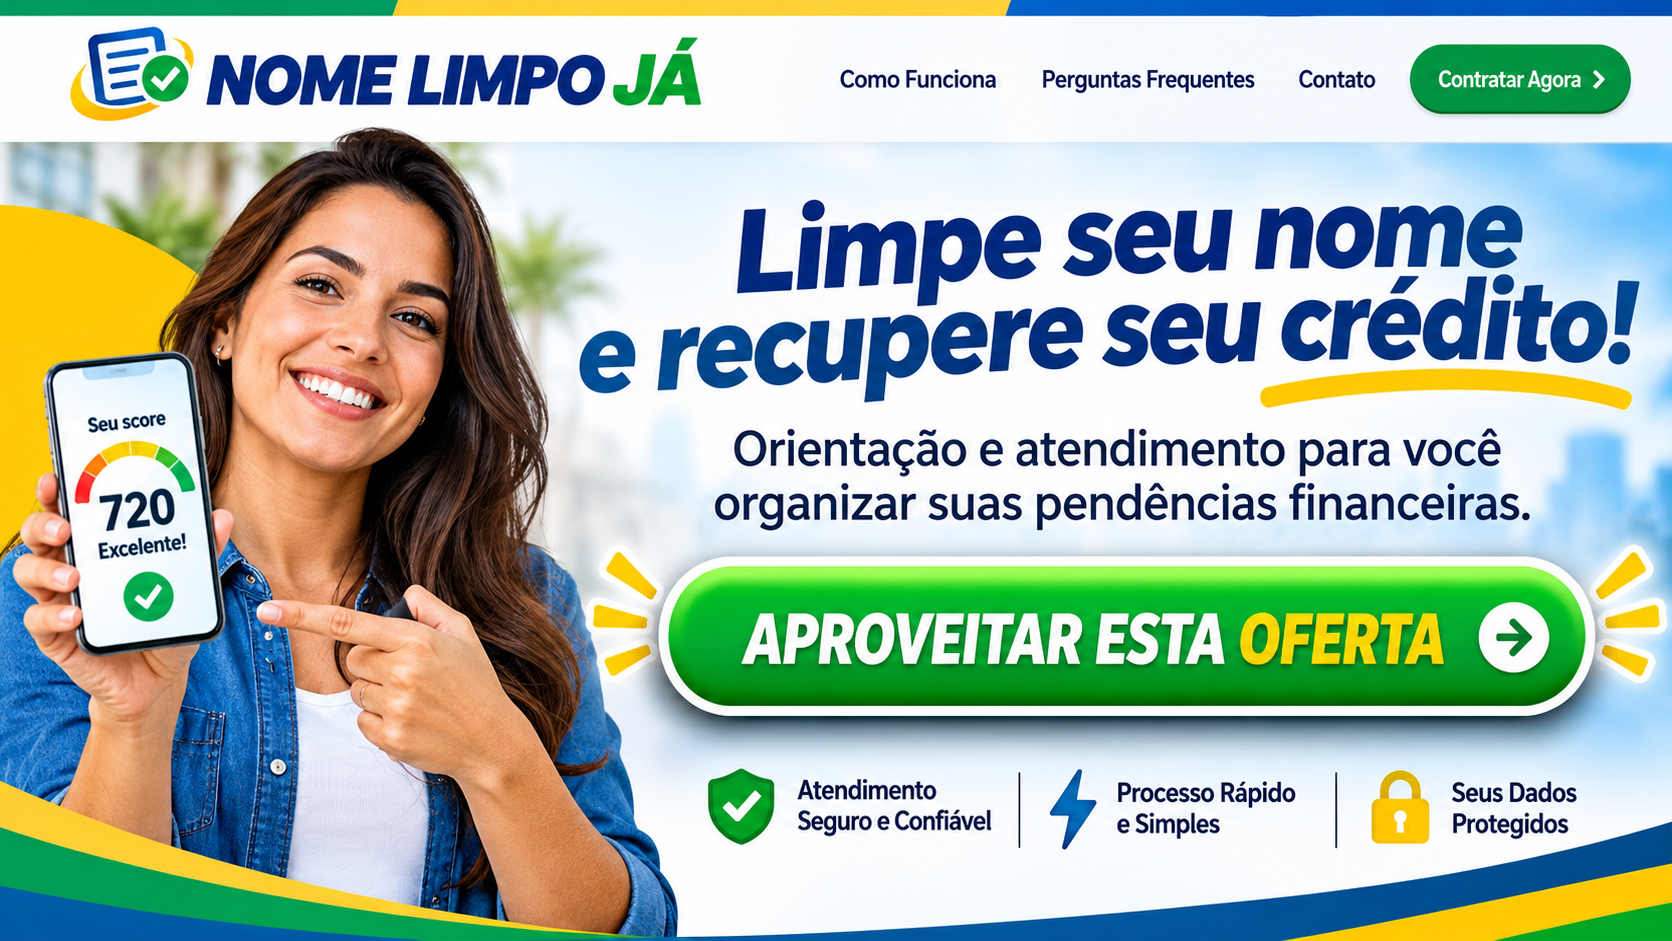 NOME LIMPO JÁ
Como Funciona
Perguntas Frequentes
Contato
Contratar Agora
Limpe seu nome
e recupere seu crédito!
Orientação e atendimento para você
organizar suas pendências financeiras.
Seu score
720
Excelente!
APROVEITAR ESTA OFERTA
Atendimento
Seguro e Confiável
Processo Rápido
e Simples
Seus Dados
Protegidos